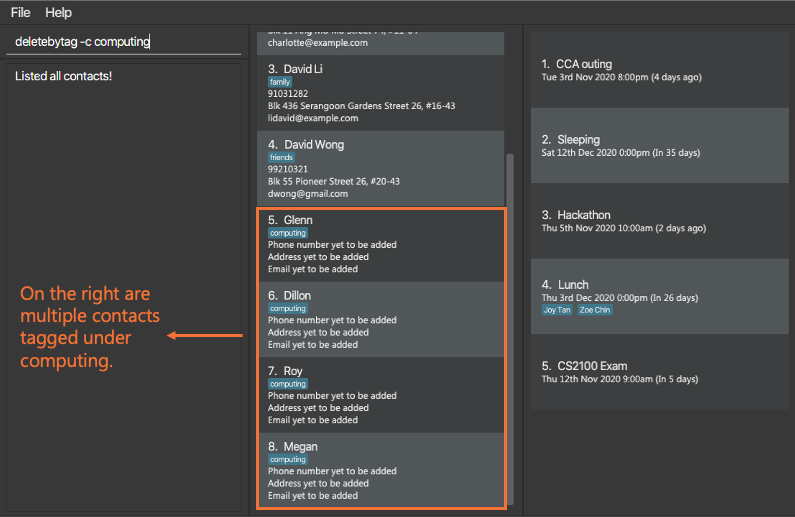 File Help
deletebytag -c computing
Listed all contacts!
On the right are
multiple contacts
tagged under
computing.
charlotte@example.com
3. David Li
family
91031282
Blk 436 Serangoon Gardens Street 26, #16-43
lidavid@example.com
4. David Wong
friends
99210321
Blk 55 Pioneer Street 26, #20-43
dwong@gmail.com
5. Glenn
computing
Phone number yet to be added
Address yet to be added
Email yet to be added
6. Dillon
computing
Phone number yet to be added
Address yet to be added
Email yet to be added
7. Roy
computing
Phone number yet to be added
Address yet to be added
Email yet to be added
8. Megan
computing
Phone number yet to be added
Address yet to be added
Email yet to be added
1. CCA outing
Tue 3rd Nov 2020 8:00pm (4 days ago)
2. Sleeping
Sat 12th Dec 2020 0:00pm (In 35 days)
3. Hackathon
Thu 5th Nov 2020 10:00am (2 days ago)
4. Lunch
Thu 3rd Dec 2020 0:00pm (In 26 days)
Joy Tan Zoe Chin
5. CS2100 Exam
Thu 12th Nov 2020 9:00am (In 5 days)